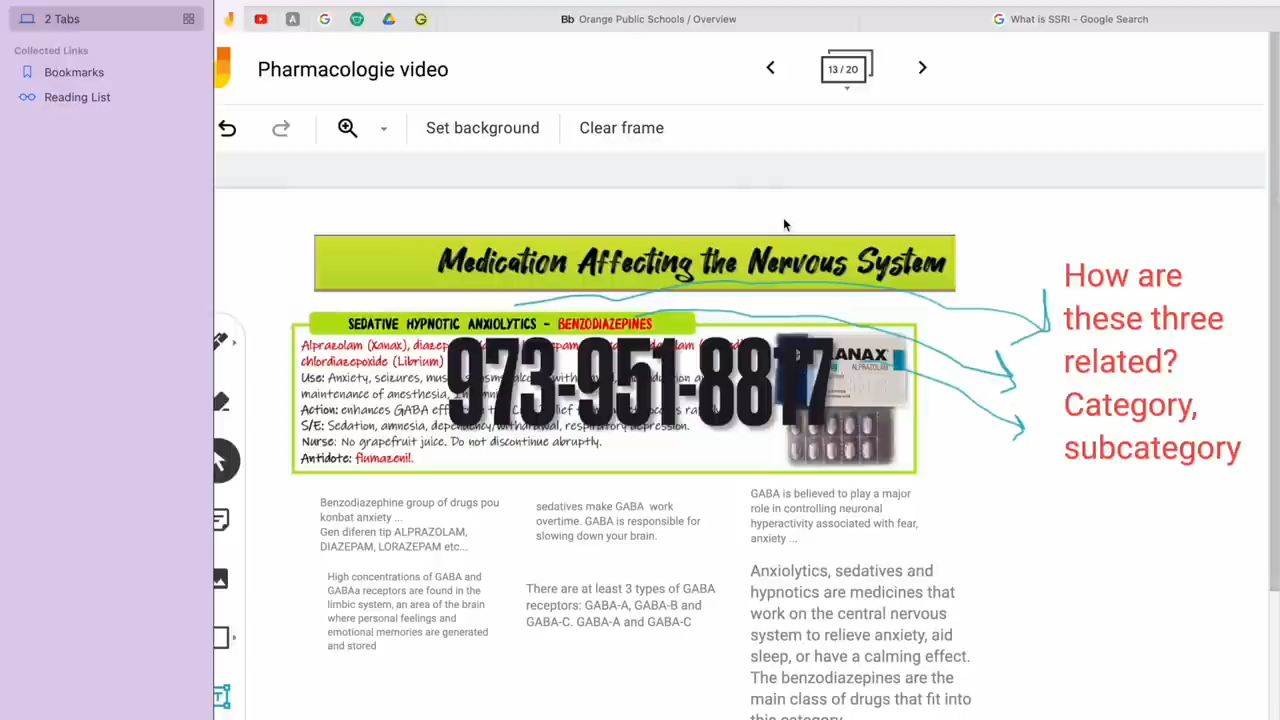 2 Tabs
Collected Links
Bookmarks
Reading List
Bb Orange Public Schools / Overview
What is SSRI - Google Search
Pharmacologie video
13 / 20
Set background
Clear frame
Medication Affecting the Nervous System
SEDATIVE HYPNOTIC ANXIOLYTICS - BENZODIAZEPINES
Alprazolam (Xanax),
chlordiazepoxide (Librium)
Use: Anxiety, seizures,
maintenance of anesthesia,
Action: enhances GABA
S/E: Sedation, amnesia, dependency/withdrawal, respiratory depression.
Nurse: No grapefruit juice. Do not discontinue abruptly.
Antidote: flumazenil.
973-951-8817
XANAX
ALPRAZOLAM
How are
these three
related?
Category,
subcategory
Benzodiazephine group of drugs pou
konbat anxiety ...
Gen diferen tip ALPRAZOLAM,
DIAZEPAM, LORAZEPAM etc...
sedatives make GABA work
overtime. GABA is responsible for
slowing down your brain.
GABA is believed to play a major
role in controlling neuronal
hyperactivity associated with fear,
anxiety ...
High concentrations of GABA and
GABAa receptors are found in the
limbic system, an area of the brain
where personal feelings and
emotional memories are generated
and stored
There are at least 3 types of GABA
receptors: GABA-A, GABA-B and
GABA-C. GABA-A and GABA-C
Anxiolytics, sedatives and
hypnotics are medicines that
work on the central nervous
system to relieve anxiety, aid
sleep, or have a calming effect.
The benzodiazepines are the
main class of drugs that fit into
this category